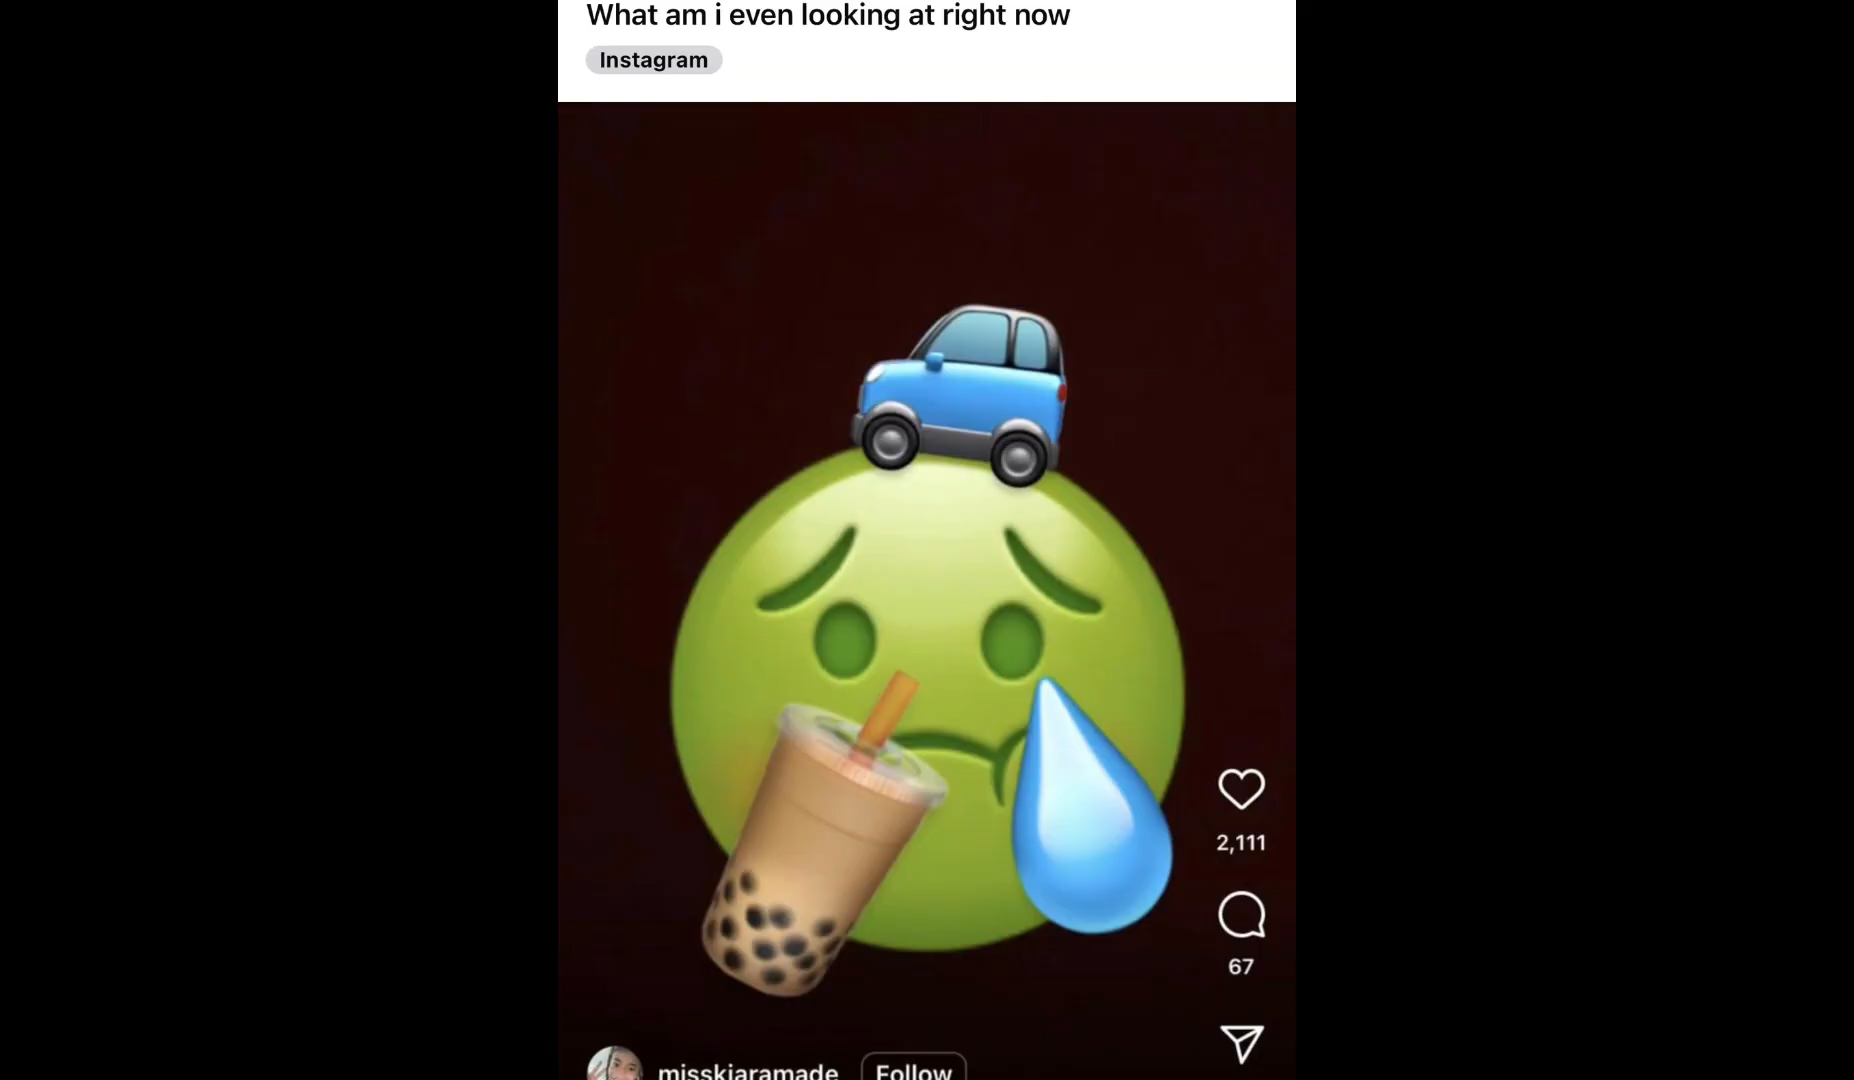 What am i even looking at right now
Instagram
2,111
67
misskiaramade
Follow